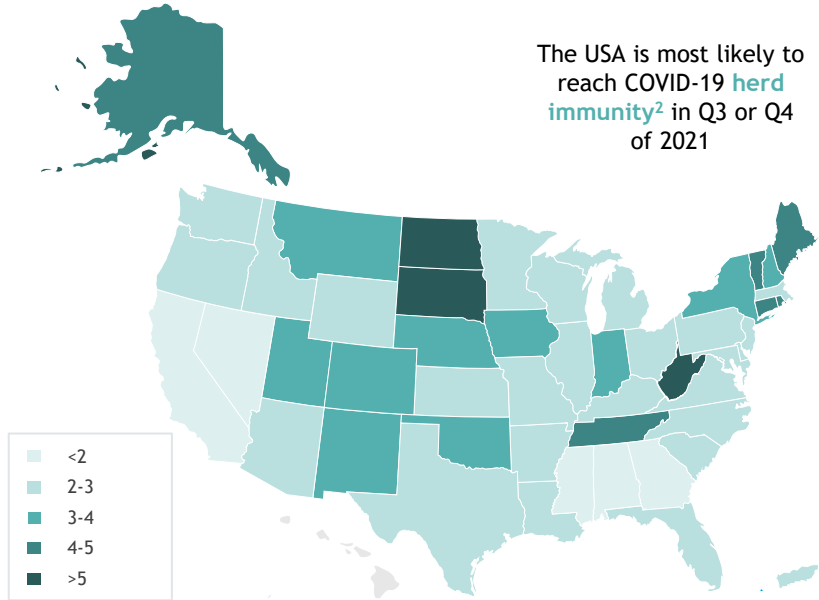 The USA is most likely to
reach COVID-19 herd
immunity² in Q3 or Q4
of 2021
<2
2-3
3-4
4-5
>5